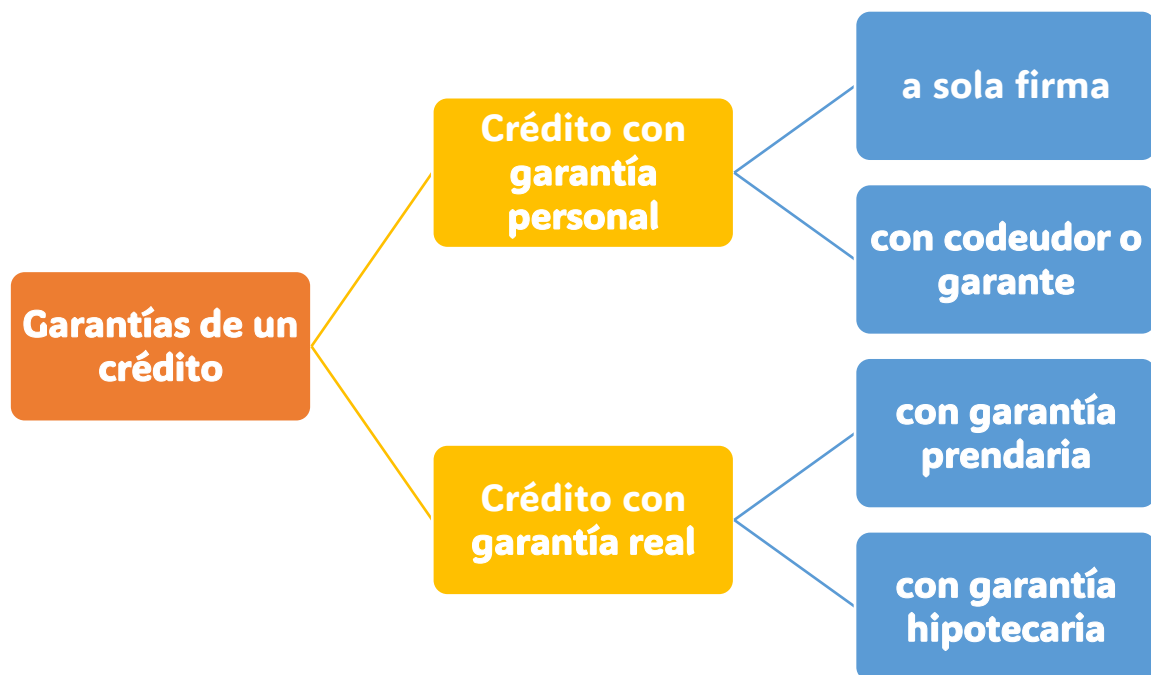 Garantías de un
crédito
Crédito con
garantía
personal
a sola firma
con codeudor o
garante
Crédito con
garantía real
con garantía
prendaria
con garantía
hipotecaria